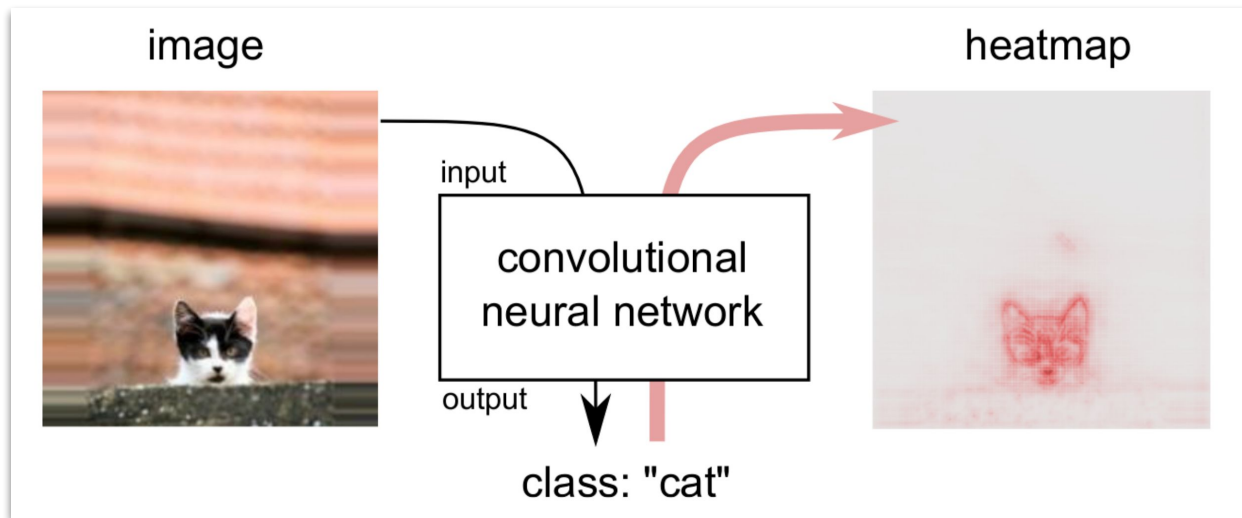 image
heatmap
input
convolutional
neural network
output
class: "cat"